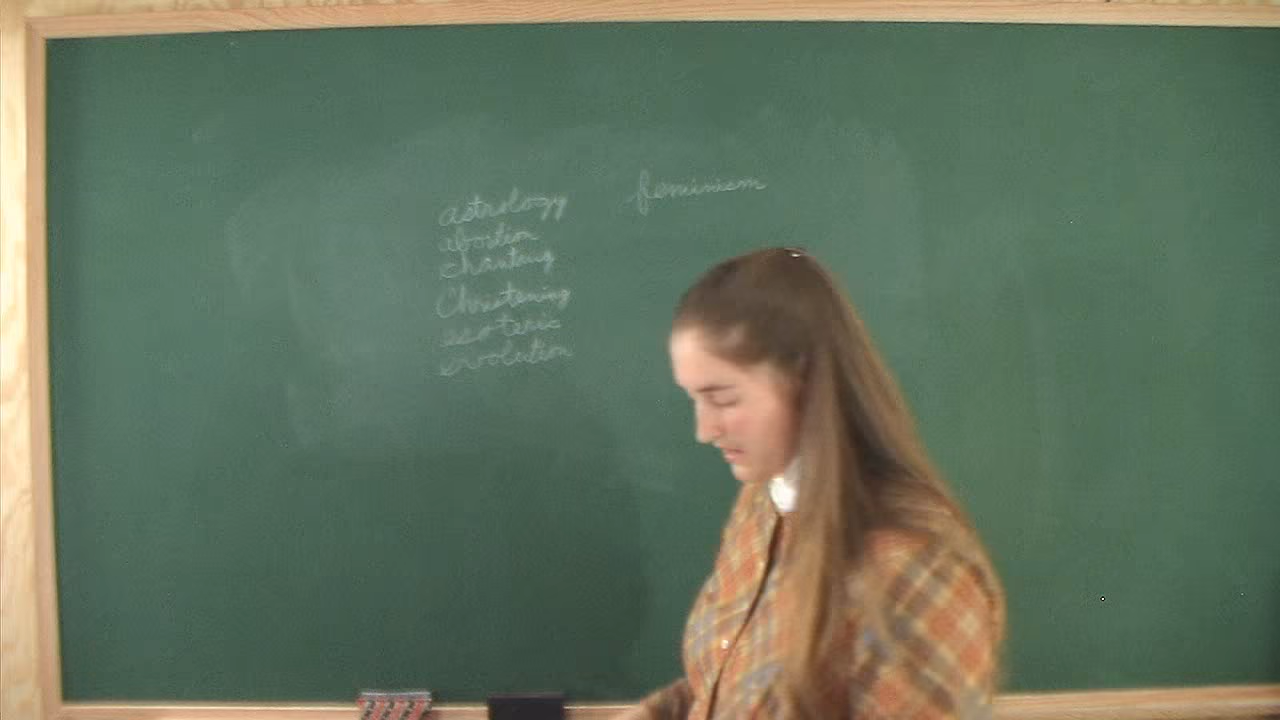 astrology feminism
abortion
chanting
Christening
esoteric
evolution